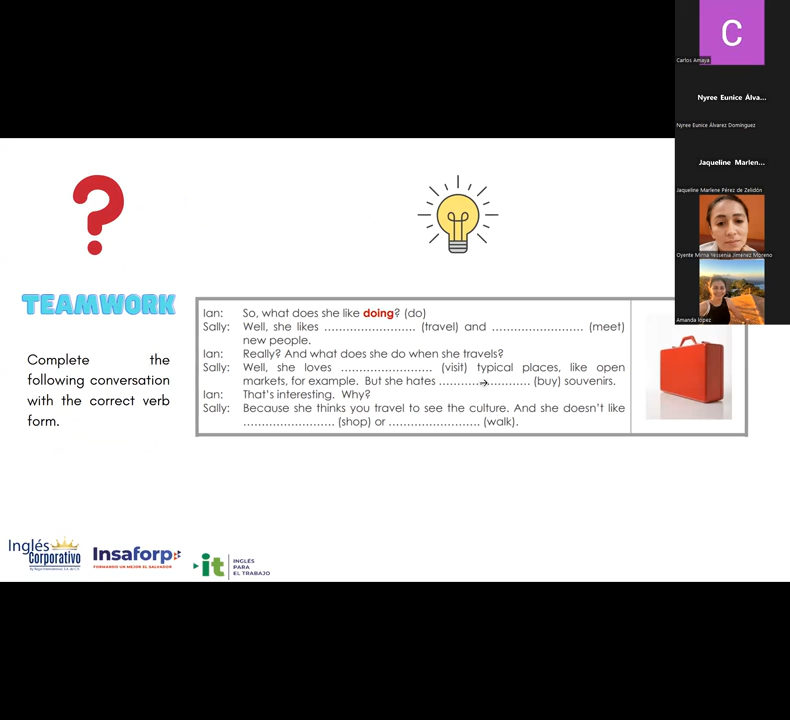 C
Carlos Amaya
Nyree Eunice Álva...
Nyree Eunice Álvarez Domínguez
Jaqueline Marlen...
Jaqueline Marlene Pérez de Zelidón
Oyente Mirna Yessenia Jimenez Moreno
Amanda lópez
?
TEAMWORK
Complete the
following conversation
with the correct verb
form.
Ian: So, what does she like doing? (do)
Sally: Well, she likes ........................ (travel) and ........................ (meet)
new people.
Ian: Really? And what does she do when she travels?
Sally: Well, she loves ........................ (visit) typical places, like open
markets, for example. But she hates ........................ (buy) souvenirs.
Ian: That's interesting. Why?
Sally: Because she thinks you travel to see the culture. And she doesn't like
........................ (shop) or ........................ (walk).
Inglés
Corporativo
Insaforp
FORMANDO UN MEJOR EL SALVADOR
it
INGLÉS
PARA
EL TRABAJO